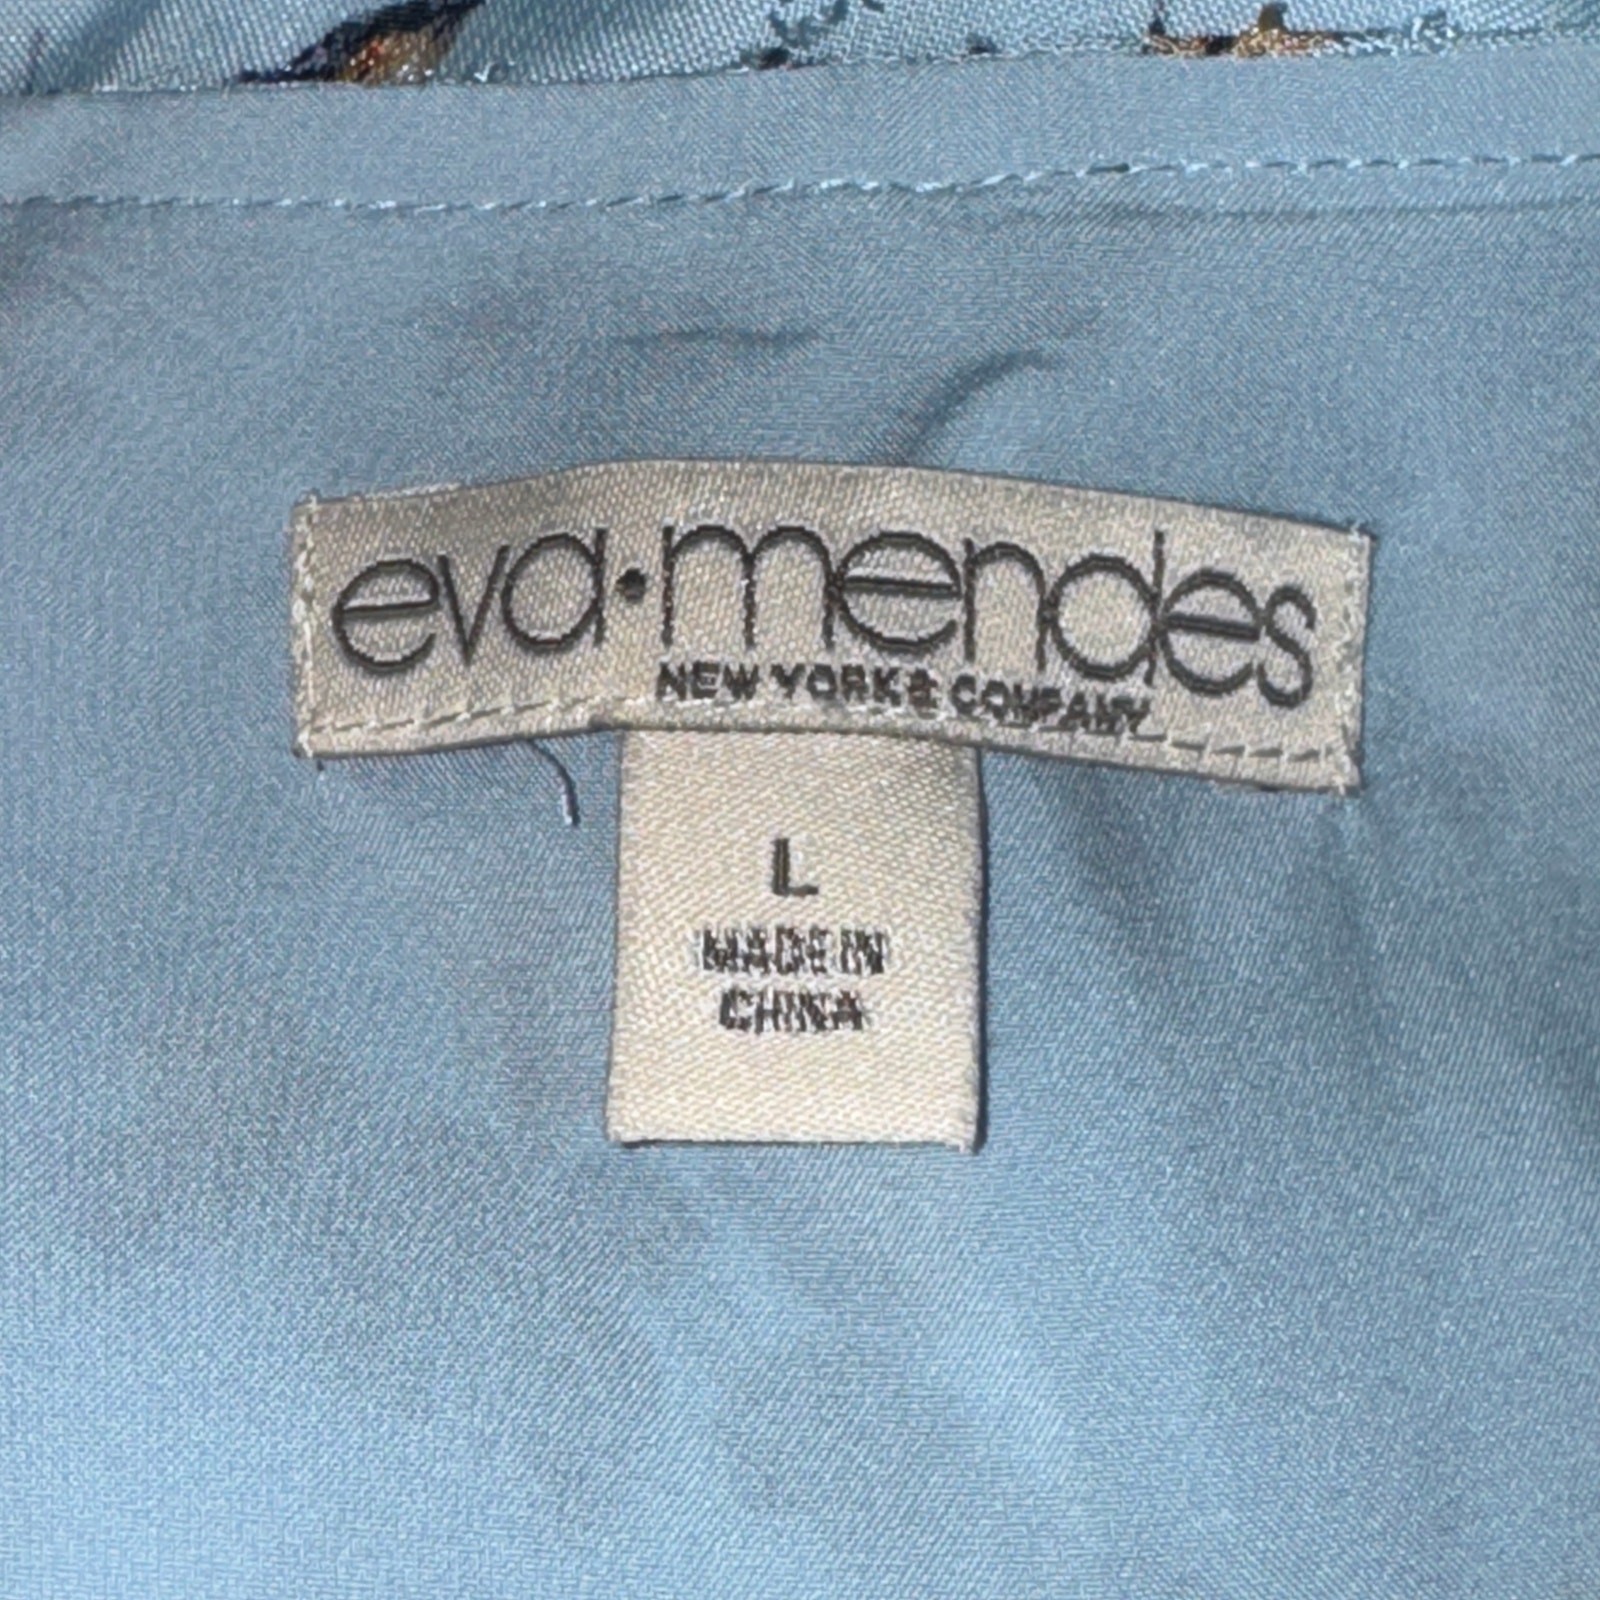 eva·mendes
NEW YORK & COMPANY
L
MADE IN
CHINA